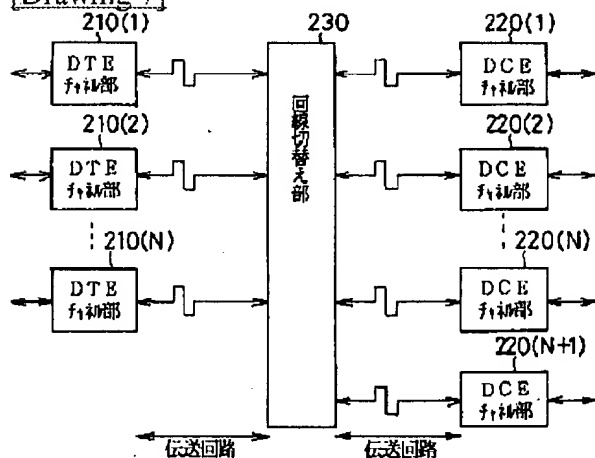 [Drawing 7]
210(1)
230
220(1)
DTE
チャネル部
DCE
チャネル部
回線切替え部
210(2)
220(2)
DTE
チャネル部
DCE
チャネル部
210(N)
220(N)
DTE
チャネル部
DCE
チャネル部
220(N+1)
DCE
チャネル部
伝送回路
伝送回路